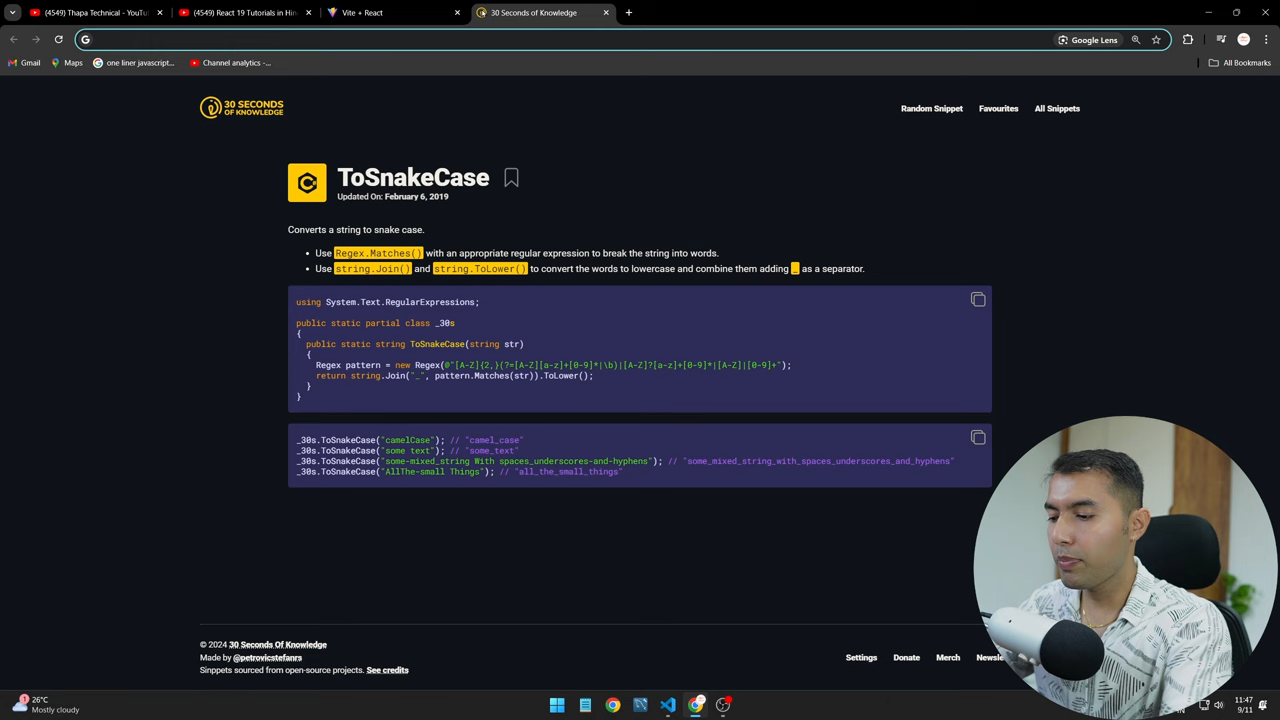 (4549) Thapa Technical - YouTu
(4549) React 19 Tutorials in Hin
Vite + React
30 Seconds of Knowledge
Google Lens
Gmail
Maps
one liner javascript...
Channel analytics -...
All Bookmarks
30 SECONDS
OF KNOWLEDGE
Random Snippet
Favourites
All Snippets
ToSnakeCase
Updated On: February 6, 2019
Converts a string to snake case.
Use Regex.Matches() with an appropriate regular expression to break the string into words.
Use string.Join() and string.ToLower() to convert the words to lowercase and combine them adding _ as a separator.
using System.Text.RegularExpressions;
public static partial class _30s
{
public static string ToSnakeCase(string str)
{
Regex pattern = new Regex(@"[A-Z]{2,}(?=[A-Z][a-z]+[0-9]*|\b)|[A-Z]?[a-z]+[0-9]*|[A-Z]|[0-9]+");
return string.Join("_", pattern.Matches(str)).ToLower();
}
}
_30s.ToSnakeCase("camelCase"); // "camel_case"
_30s.ToSnakeCase("some text"); // "some_text"
_30s.ToSnakeCase("some-mixed_string With spaces_underscores-and-hyphens"); // "some_mixed_string_with_spaces_underscores_and_hyphens"
_30s.ToSnakeCase("AllThe-small Things"); // "all_the_small_things"
© 2024 30 Seconds Of Knowledge
Made by @petrovicstefanrs
Sinppets sourced from open-source projects. See credits
Settings
Donate
Merch
Newsle
1
26°C
Mostly cloudy
11:47
9/11